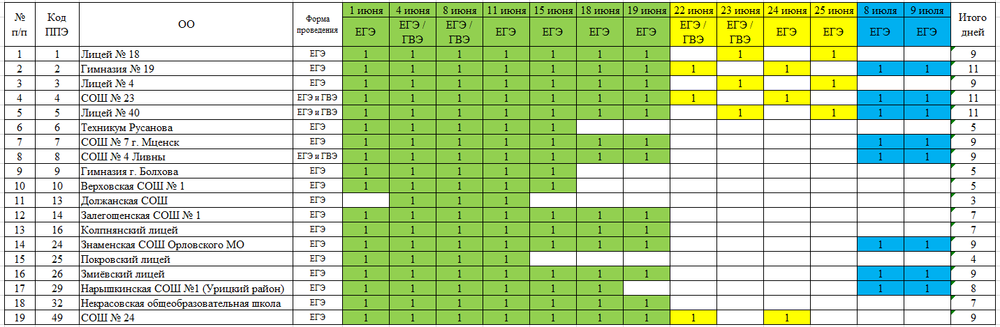 № п/п Код ППЭ ОО Форма проведения 1 июня 4 июня 8 июня 11 июня 15 июня 18 июня 19 июня 22 июня 23 июня 24 июня 25 июня 8 июля 9 июля Итого дней
ЕГЭ ЕГЭ / ГВЭ ЕГЭ / ГВЭ ЕГЭ ЕГЭ ЕГЭ ЕГЭ ЕГЭ / ГВЭ ЕГЭ / ГВЭ ЕГЭ ЕГЭ ЕГЭ ЕГЭ
1 1 Лицей № 18 ЕГЭ 1 1 1 1 1 1 1 1 1 9
2 2 Гимназия № 19 ЕГЭ 1 1 1 1 1 1 1 1 1 1 1 11
3 3 Лицей № 4 ЕГЭ 1 1 1 1 1 1 1 1 1 9
4 4 СОШ № 23 ЕГЭ и ГВЭ 1 1 1 1 1 1 1 1 1 1 1 11
5 5 Лицей № 40 ЕГЭ и ГВЭ 1 1 1 1 1 1 1 1 1 1 1 11
6 6 Техникум Русанова ЕГЭ 1 1 1 1 1 5
7 7 СОШ № 7 г. Мценск ЕГЭ 1 1 1 1 1 1 1 1 1 9
8 8 СОШ № 4 Ливны ЕГЭ и ГВЭ 1 1 1 1 1 1 1 1 1 9
9 9 Гимназия г. Болхова ЕГЭ 1 1 1 1 1 5
10 10 Верховская СОШ № 1 ЕГЭ 1 1 1 1 1 5
11 13 Должанская СОШ ЕГЭ 1 1 1 3
12 14 Залегощенская СОШ № 1 ЕГЭ 1 1 1 1 1 1 1 7
13 16 Колпнянский лицей ЕГЭ 1 1 1 1 1 1 1 7
14 24 Знаменская СОШ Орловского МО ЕГЭ 1 1 1 1 1 1 1 1 1 9
15 25 Покровский лицей ЕГЭ 1 1 1 1 4
16 26 Змиёвский лицей ЕГЭ 1 1 1 1 1 1 1 1 1 9
17 29 Нарышкинская СОШ №1 (Урицкий район) ЕГЭ 1 1 1 1 1 1 1 1 8
18 32 Некрасовская общеобразовательная школа ЕГЭ 1 1 1 1 1 1 1 7
19 49 СОШ № 24 ЕГЭ 1 1 1 1 1 1 1 1 1 9